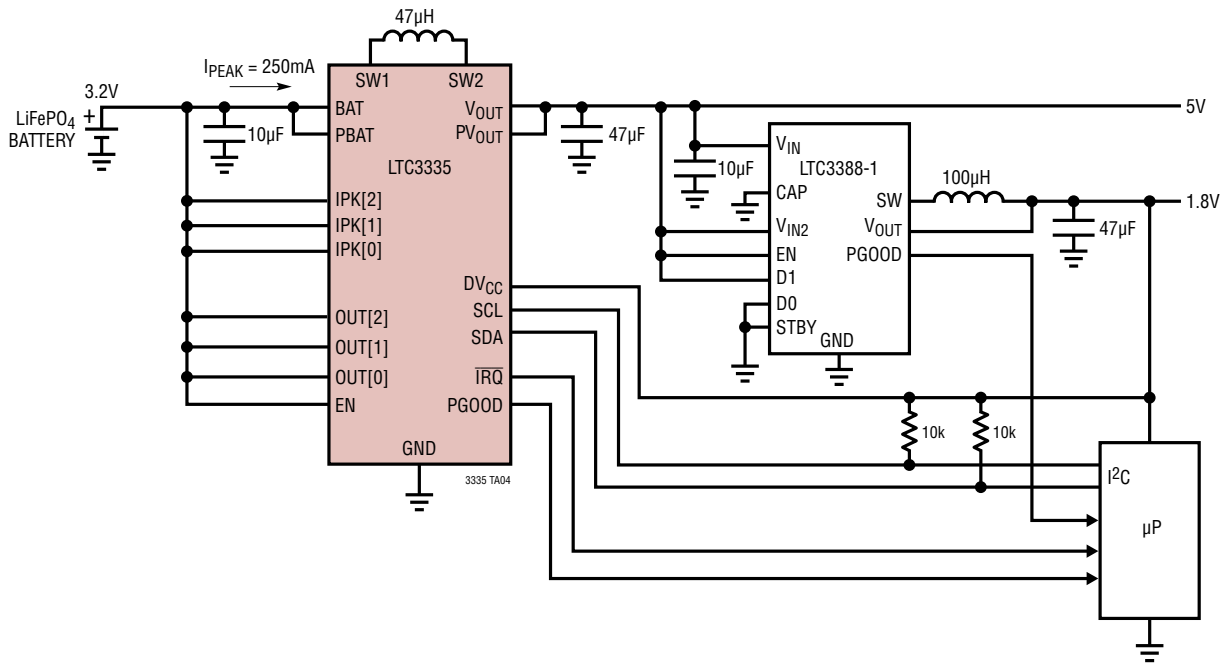 47µH
IPEAK = 250mA
SW1
SW2
3.2V
LiFePO4
BATTERY
+
10µF
BAT
PBAT
VOUT
PVOUT
LTC3335
47µF
5V
10µF
VIN
LTC3388-1
CAP
100µH
SW
1.8V
VOUT
47µF
VIN2
EN
PGOOD
D1
D0
STBY
GND
IPK[2]
IPK[1]
IPK[0]
DVCC
SCL
SDA
OUT[2]
OUT[1]
OUT[0]
IRQ
EN
PGOOD
GND
3335 TA04
10k
10k
I2C
µP